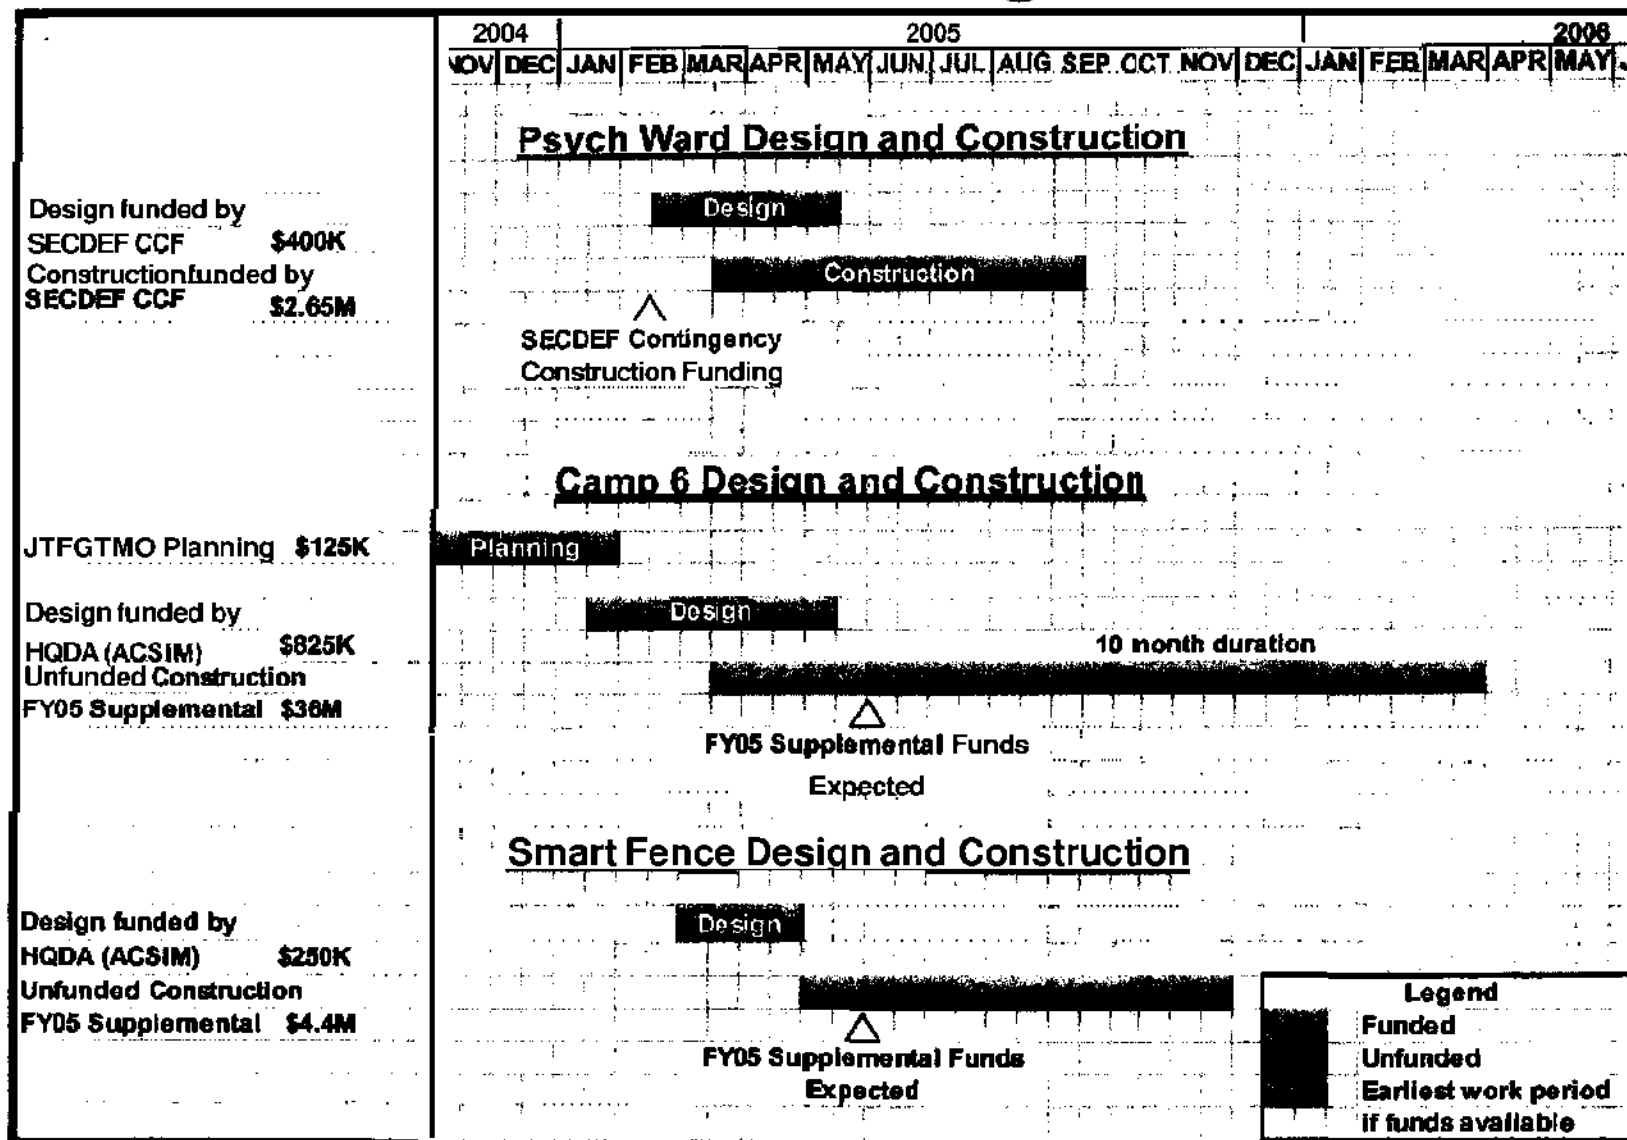 2004 2005 2006
NOV DEC JAN FEB MAR APR MAY JUN JUL AUG SEP OCT NOV DEC JAN FEB MAR APR MAY
Psych Ward Design and Construction
Design funded by
SECDEF CCF $400K
Design
Construction funded by
SECDEF CCF $2.65M
Construction
SECDEF Contingency
Construction Funding
Camp 6 Design and Construction
JTFGTMO Planning $125K
Planning
Design funded by
HQDA (ACSIM) $825K
Design
Unfunded Construction
FY05 Supplemental $36M
10 month duration
FY05 Supplemental Funds
Expected
Smart Fence Design and Construction
Design funded by
HQDA (ACSIM) $250K
Design
Unfunded Construction
FY05 Supplemental $4.4M
FY05 Supplemental Funds
Expected
Legend
Funded
Unfunded
Earliest work period
if funds available